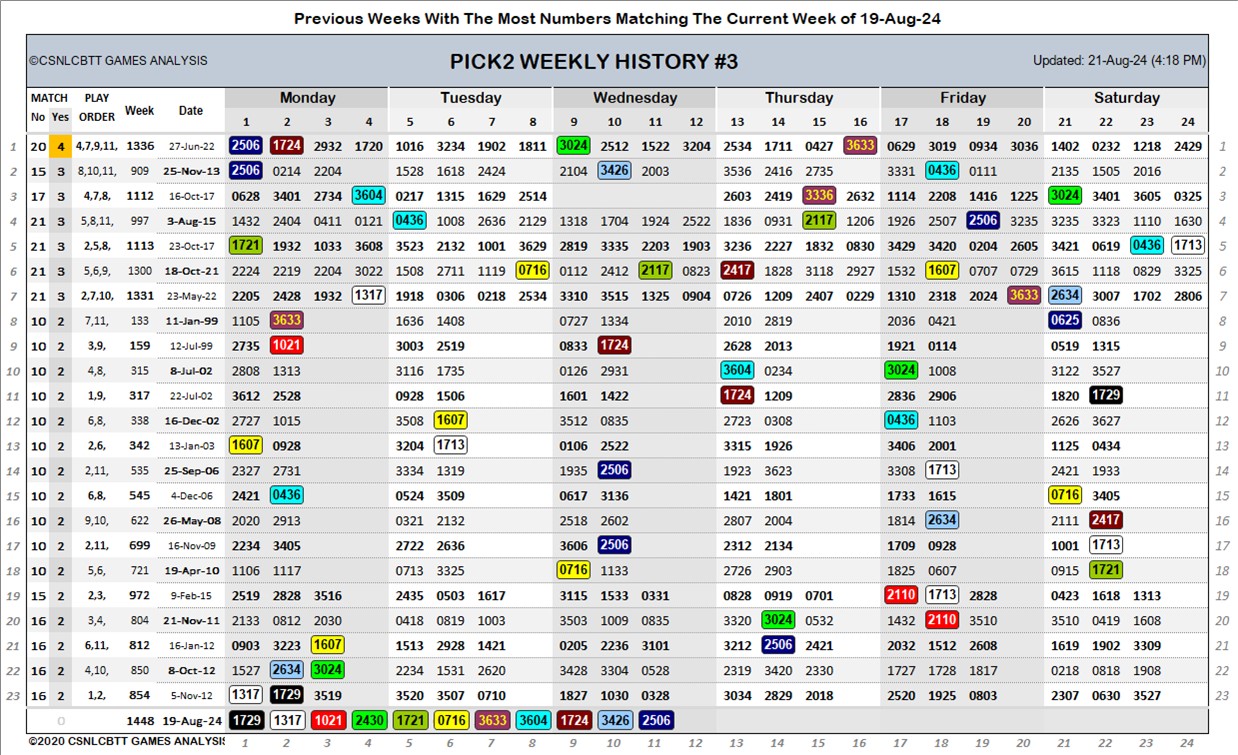 Previous Weeks With The Most Numbers Matching The Current Week of 19-Aug-24
©CSNLCBTT GAMES ANALYSIS PICK2 WEEKLY HISTORY #3 Updated: 21-Aug-24 (4:18 PM)
MATCH PLAY Week Date Monday Tuesday Wednesday Thursday Friday Saturday
No Yes ORDER 1 2 3 4 5 6 7 8 9 10 11 12 13 14 15 16 17 18 19 20 21 22 23 24
1 20 4 4,7,9,11, 1336 27-Jun-22 2506 1724 2932 1720 1016 3234 1902 1811 3024 2512 1522 3204 2534 1711 0427 3633 0629 3019 0934 3036 1402 0232 1218 2429 1
2 15 3 8,10,11, 909 25-Nov-13 2506 0214 2204 1528 1618 2424 2104 3426 2003 3536 2416 2735 3331 0436 0111 2135 1505 2016 2
3 17 3 4,7,8, 1112 16-Oct-17 0628 3401 2734 3604 0217 1315 1629 2514 2603 2419 3336 2632 1114 2208 1416 1225 3024 3401 3605 0325 3
4 21 3 5,8,11, 997 3-Aug-15 1432 2404 0411 0121 0436 1008 2636 2129 1318 1704 1924 2522 1836 0931 2117 1206 1926 2507 2506 3235 3235 2323 1110 1630 4
5 21 3 2,5,8, 1113 23-Oct-17 1721 1932 1033 3608 3523 2132 1001 3629 2819 3335 2203 1903 3236 2227 1832 0830 3429 3420 0204 2605 3421 0619 0436 1713 5
6 21 3 5,6,9, 1300 18-Oct-21 2224 2219 2204 3022 1508 2711 1119 0716 0112 2412 2117 0823 2417 1828 3118 2927 1532 1607 0707 0729 3615 1118 0829 3325 6
7 21 3 2,7,10, 1331 23-May-22 2205 2428 1932 1317 1918 0306 0218 2534 3310 3515 1325 0904 0726 1209 2407 0229 1310 2318 2024 3633 2634 3007 1702 2806 7
8 10 2 7,11, 133 11-Jan-99 1105 3633 1636 1408 0727 1334 2010 2819 2036 0421 0625 0836 8
9 10 2 3,9, 159 12-Jul-99 2735 1021 3003 2519 0833 1724 2628 2013 1921 0114 0519 1315 9
10 10 2 4,8, 315 8-Jul-02 2808 1313 3116 1735 0126 2931 3604 0234 3024 1008 3122 3527 10
11 10 2 1,9, 317 22-Jul-02 3612 2528 0928 1506 1601 1422 1724 1209 2836 2906 1820 1729 11
12 10 2 6,8, 338 16-Dec-02 2727 1015 3508 1607 3512 0835 2723 0308 0436 1103 2626 3627 12
13 10 2 2,6, 342 13-Jan-03 1607 0928 3204 1713 0106 2522 3315 1926 3406 2001 1125 0434 13
14 10 2 2,11, 535 25-Sep-06 2327 2731 3334 1319 1935 2506 1923 3623 3308 1713 2421 1933 14
15 10 2 6,8, 545 4-Dec-06 2421 0436 0524 3509 0617 3136 1421 1801 1733 1615 0716 3405 15
16 10 2 9,10, 622 26-May-08 2020 2913 0321 2132 2518 2602 2807 2004 1814 2634 2111 2417 16
17 10 2 2,11, 699 16-Nov-09 2234 3405 2722 2636 3606 2506 2312 2134 1709 0928 1001 1713 17
18 10 2 5,6, 721 19-Apr-10 1106 1117 0713 3325 0716 1133 2726 2903 1825 0607 0915 1721 18
19 15 2 2,3, 972 9-Feb-15 2519 2828 3516 2435 0503 1617 3115 1533 0331 0828 0919 0701 2110 1713 2828 0423 1618 1313 19
20 16 2 3,4, 804 21-Nov-11 2133 0812 2030 0418 0819 1003 3503 1009 0835 3320 3024 0532 1432 2110 3510 3510 0419 1608 20
21 16 2 6,11, 812 16-Jan-12 0903 3223 1607 1513 2928 1421 0205 2236 3101 3212 2506 2421 2032 1512 2608 1619 1902 3309 21
22 16 2 4,10, 850 8-Oct-12 1527 2634 3024 2234 1531 2620 3428 3304 0528 2213 3420 2330 1727 1728 1817 0218 0818 1908 22
23 16 2 1,2, 854 5-Nov-12 1317 1729 3519 3520 3507 0710 1827 1030 0328 3034 2829 2018 2520 1925 0803 2307 0630 3527 23
0 1448 19-Aug-24 1729 1317 1021 2430 1721 0716 3633 3604 1724 3426 2506
©2020 CSNLCBTT GAMES ANALYSIS 1 2 3 4 5 6 7 8 9 10 11 12 13 14 15 16 17 18 19 20 21 22 23 24